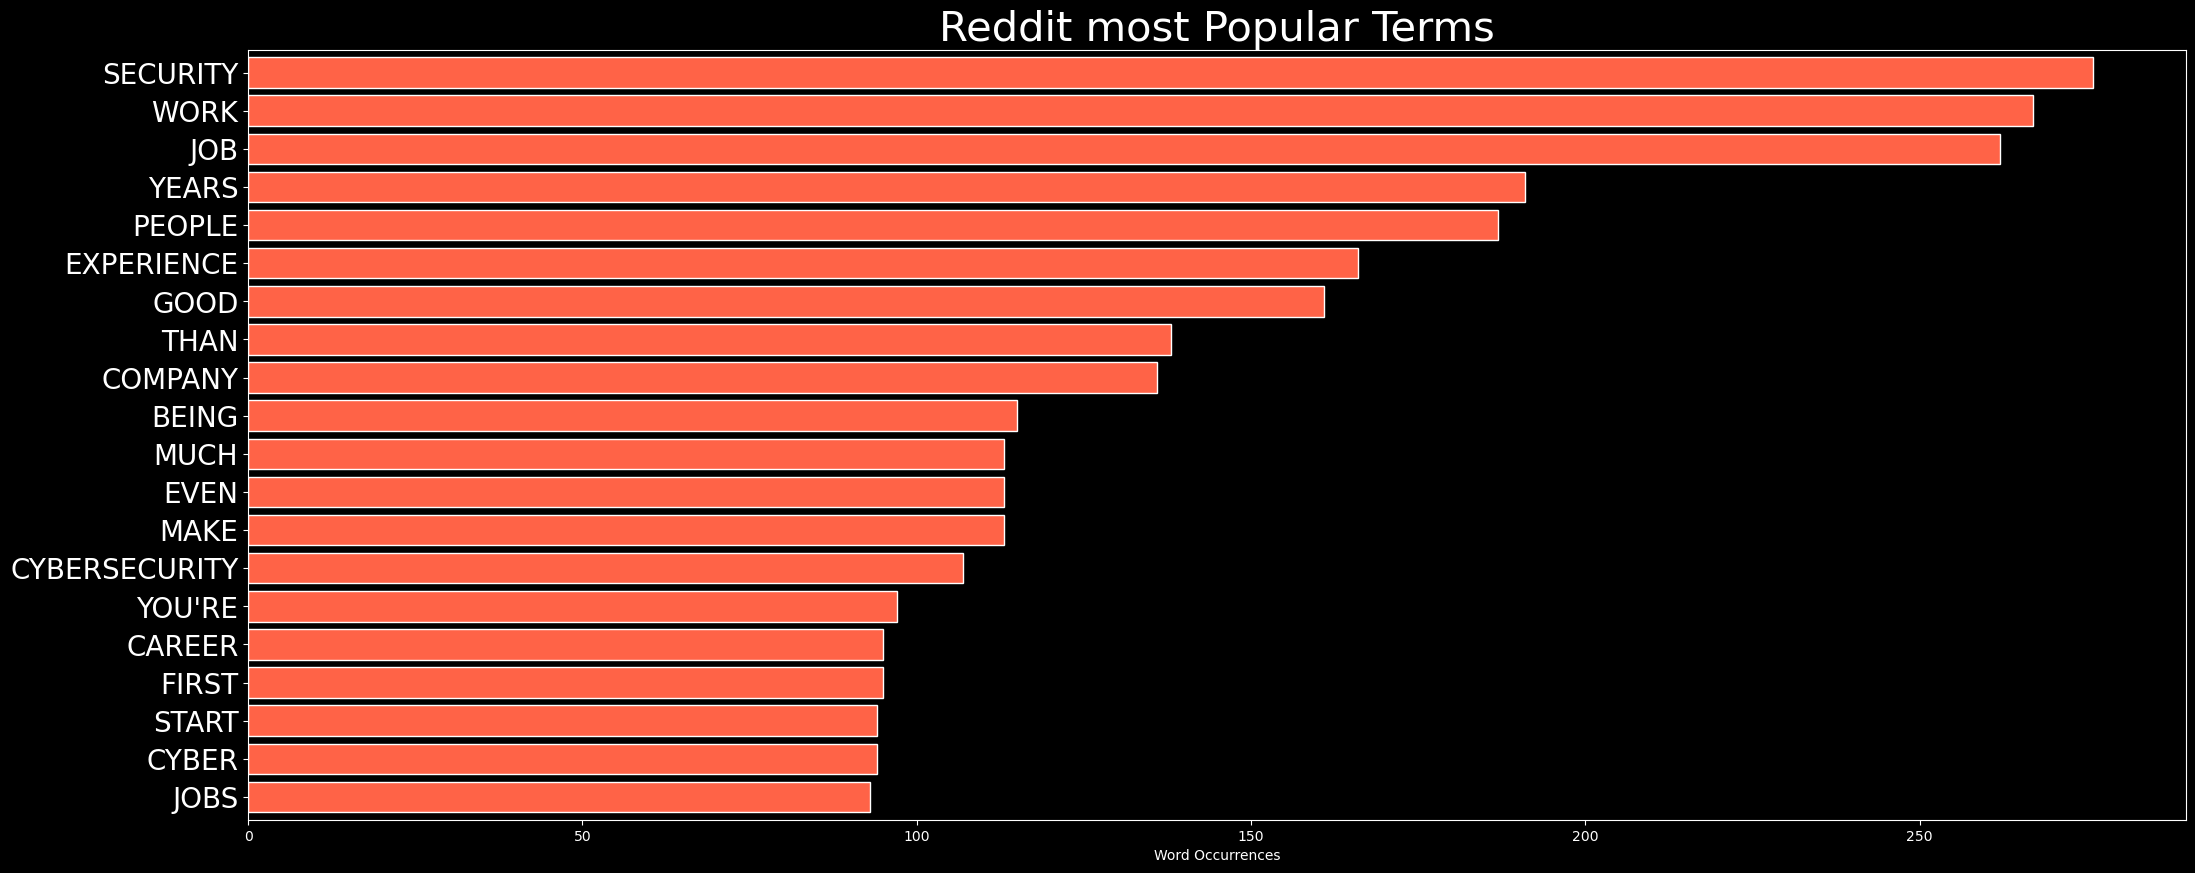 Reddit most Popular Terms
SECURITY
WORK
JOB
YEARS
PEOPLE
EXPERIENCE
GOOD
THAN
COMPANY
BEING
MUCH
EVEN
MAKE
CYBERSECURITY
YOU'RE
CAREER
FIRST
START
CYBER
JOBS
0 50 100 150 200 250
Word Occurrences